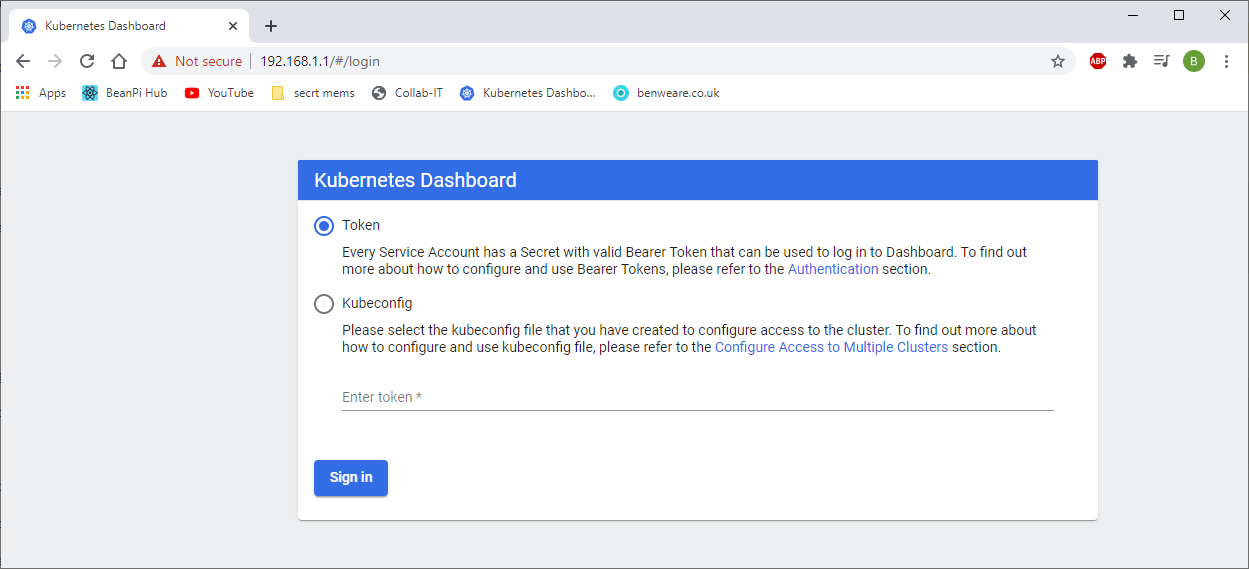 Kubernetes Dashboard
Not secure 192.168.1.1/#/login
ABP
B
Apps BeanPi Hub YouTube secrt mems Collab-IT Kubernetes Dashbo... benweare.co.uk
Kubernetes Dashboard
Token
Every Service Account has a Secret with valid Bearer Token that can be used to log in to Dashboard. To find out
more about how to configure and use Bearer Tokens, please refer to the Authentication section.
Kubeconfig
Please select the kubeconfig file that you have created to configure access to the cluster. To find out more about
how to configure and use kubeconfig file, please refer to the Configure Access to Multiple Clusters section.
Enter token *
Sign in